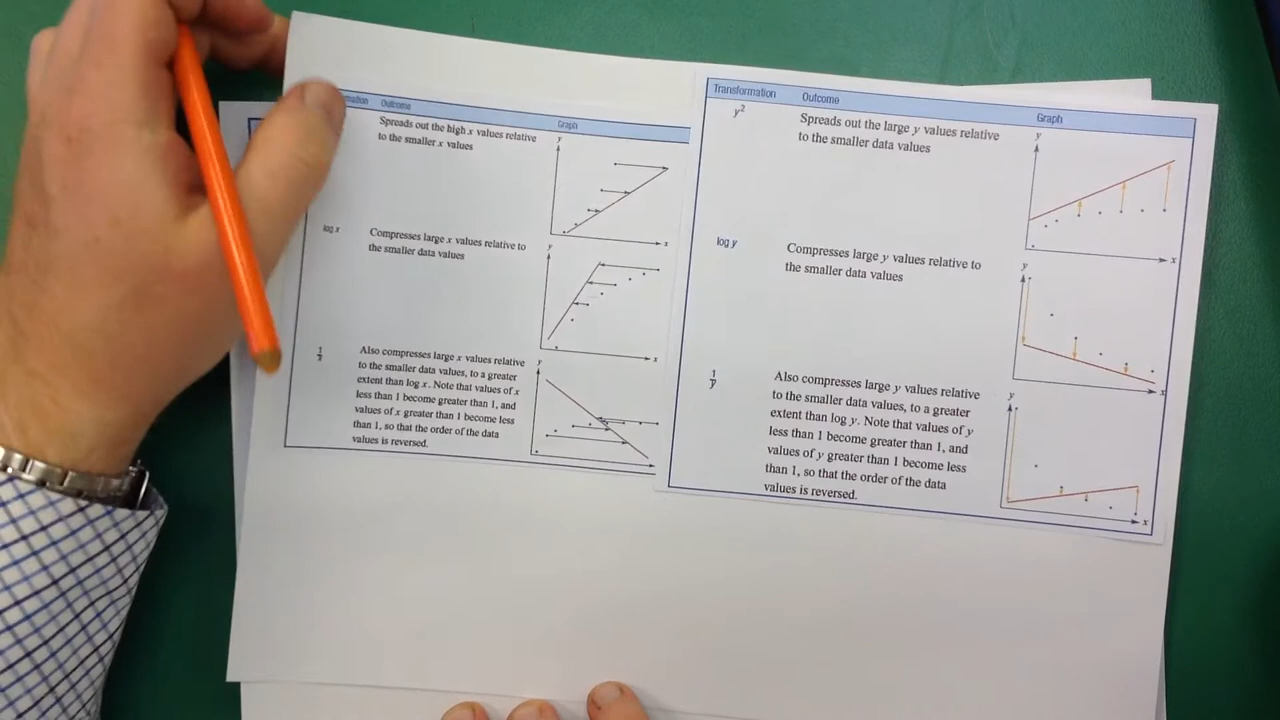 Outcome
Graph
Spreads out the high x values relative
to the smaller x values
y
x
log x
Compresses large x values relative to
the smaller data values
y
x
1
x
Also compresses large x values relative
to the smaller data values, to a greater
extent than log x. Note that values of x
less than 1 become greater than 1, and
values of x greater than 1 become less
than 1, so that the order of the data
values is reversed.
y
x
Transformation
Outcome
Graph
y²
Spreads out the large y values relative
to the smaller data values
y
x
log y
Compresses large y values relative to
the smaller data values
y
x
1
y
Also compresses large y values relative
to the smaller data values, to a greater
extent than log y. Note that values of y
less than 1 become greater than 1, and
values of y greater than 1 become less
than 1, so that the order of the data
values is reversed.
y
x